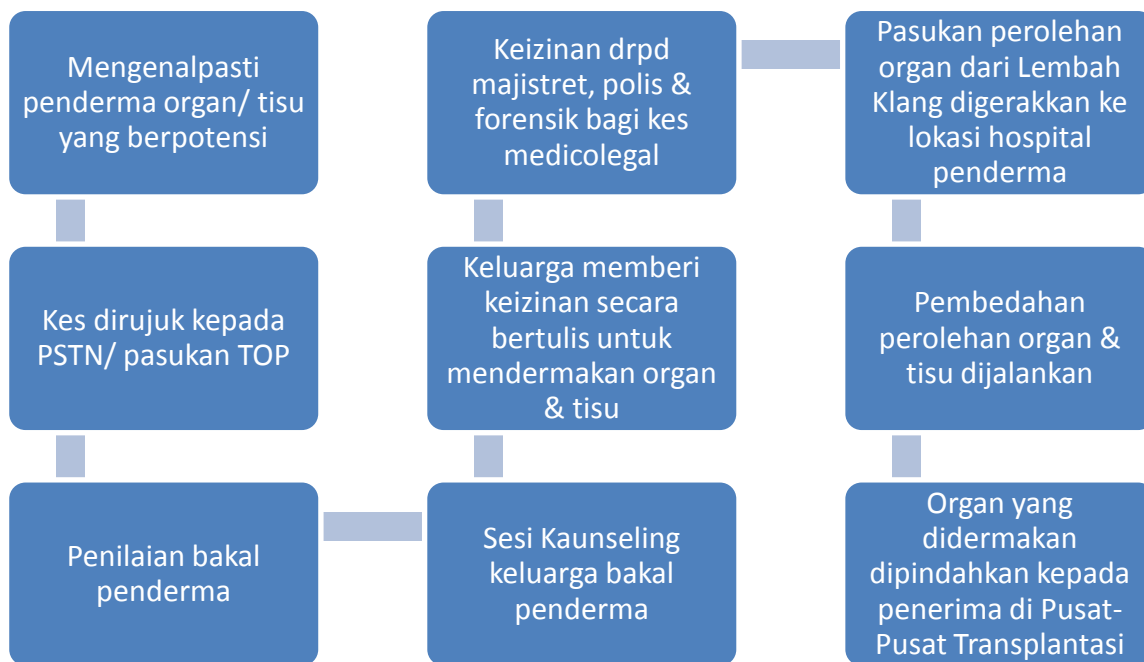 Mengenalpasti
penderma organ/ tisu
yang berpotensi
Kes dirujuk kepada
PSTN/ pasukan TOP
Penilaian bakal
penderma
Sesi Kaunseling
keluarga bakal
penderma
Keluarga memberi
keizinan secara
bertulis untuk
mendermakan organ
& tisu
Keizinan drpd
majistret, polis &
forensik bagi kes
medicolegal
Pasukan perolehan
organ dari Lembah
Klang digerakkan ke
lokasi hospital
penderma
Pembedahan
perolehan organ &
tisu dijalankan
Organ yang
didermakan
dipindahkan kepada
penerima di Pusat-
Pusat Transplantasi